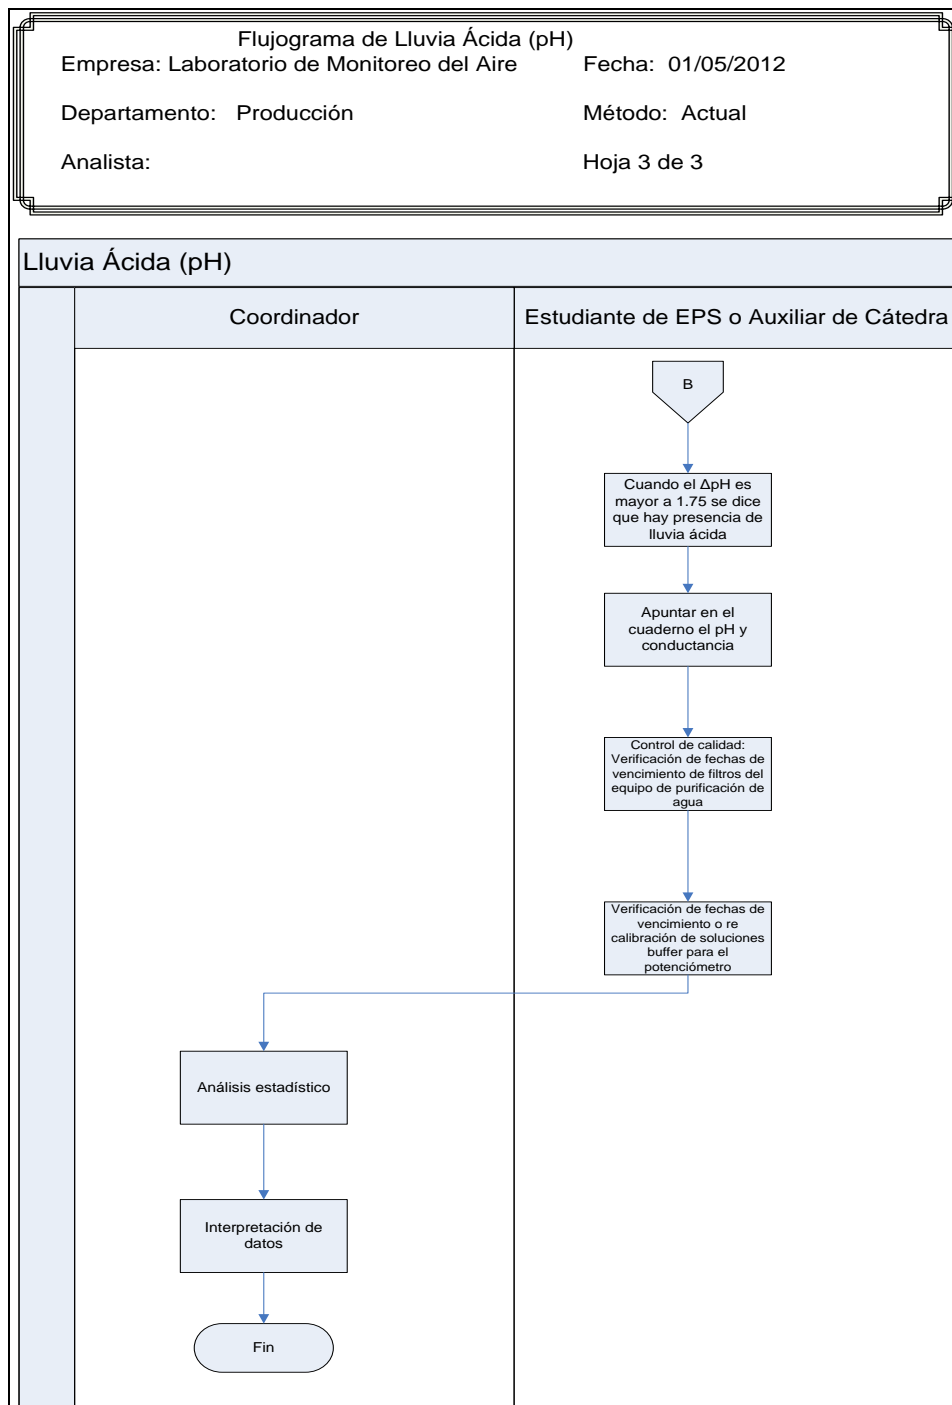 Flujograma de Lluvia Ácida (pH)
Empresa: Laboratorio de Monitoreo del Aire Fecha: 01/05/2012
Departamento: Producción Método: Actual
Analista: Hoja 3 de 3
Lluvia Ácida (pH)
Coordinador Estudiante de EPS o Auxiliar de Cátedra
B
Cuando el ΔpH es
mayor a 1.75 se dice
que hay presencia de
lluvia ácida
Apuntar en el
cuaderno el pH y
conductancia
Control de calidad:
Verificación de fechas de
vencimiento de filtros del
equipo de purificación de
agua
Verificación de fechas de
vencimiento o re
calibración de soluciones
buffer para el
potenciómetro
Análisis estadístico
Interpretación de
datos
Fin